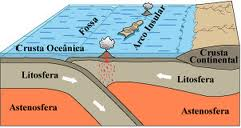 Fossa
Arco Insular
Crusta Oceânica
Crusta
Continental
Litosfera
Litosfera
Astenosfera
Astenosfera